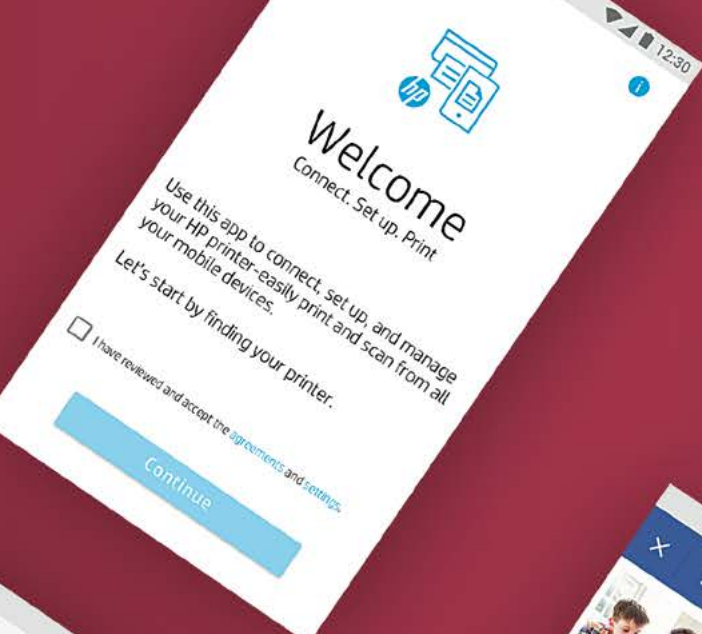 12:30
hp
Welcome
Connect. Set up. Print
Use this app to connect, set up, and manage
your HP printer-easily print and scan from all
your mobile devices.
Let's start by finding your printer.
I have reviewed and accept the agreements and settings.
Continue